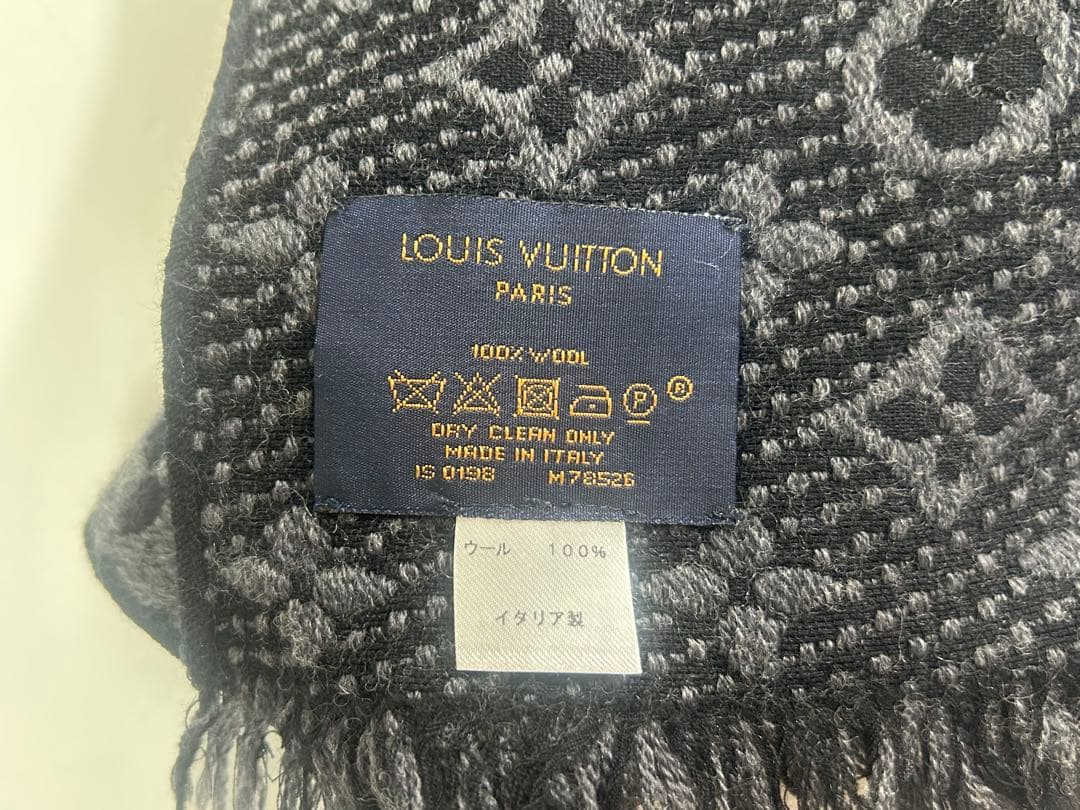 LOUIS VUITTON
PARIS
100% WOOL
P ®
DRY CLEAN ONLY
MADE IN ITALY
IS 0198 M78526
ウール 100%
イタリア製